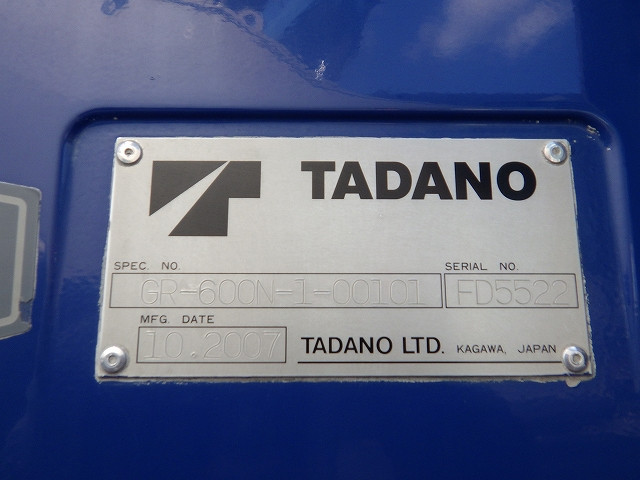 TADANO
SPEC. NO. SERIAL NO.
GR-600N-1-00101 FD5522
MFG. DATE
10.2007 TADANO LTD. KAGAWA, JAPAN